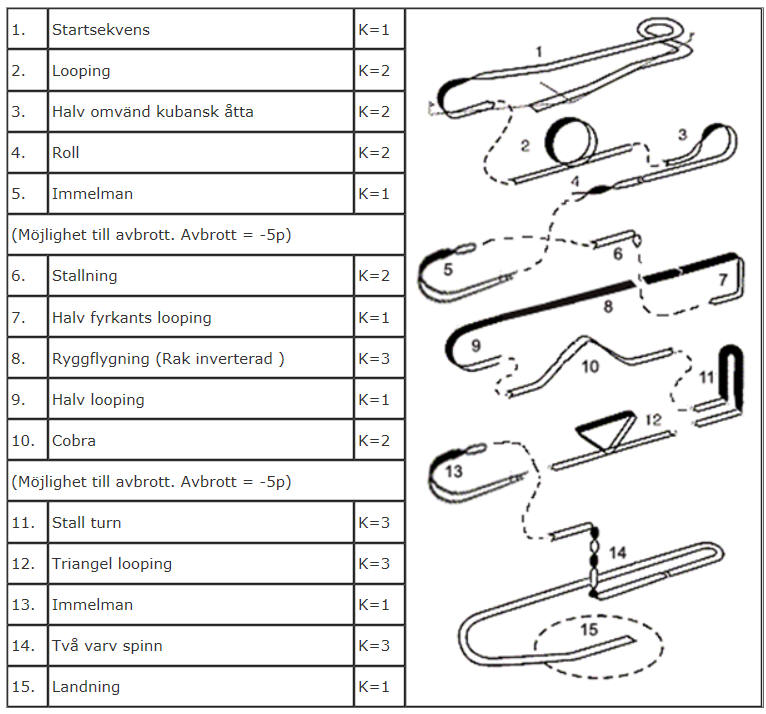 1. Startsekvens K=1
2. Looping K=2
3. Halv omvänd kubansk åtta K=2
4. Roll K=2
5. Immelman K=1
(Möjlighet till avbrott. Avbrott = -5p)
6. Stallning K=2
7. Halv fyrkants looping K=1
8. Ryggflygning (Rak inverterad ) K=3
9. Halv looping K=1
10. Cobra K=2
(Möjlighet till avbrott. Avbrott = -5p)
11. Stall turn K=3
12. Triangel looping K=3
13. Immelman K=1
14. Två varv spinn K=3
15. Landning K=1
1
2
3
4
5
6
7
8
9
10
11
12
13
14
15